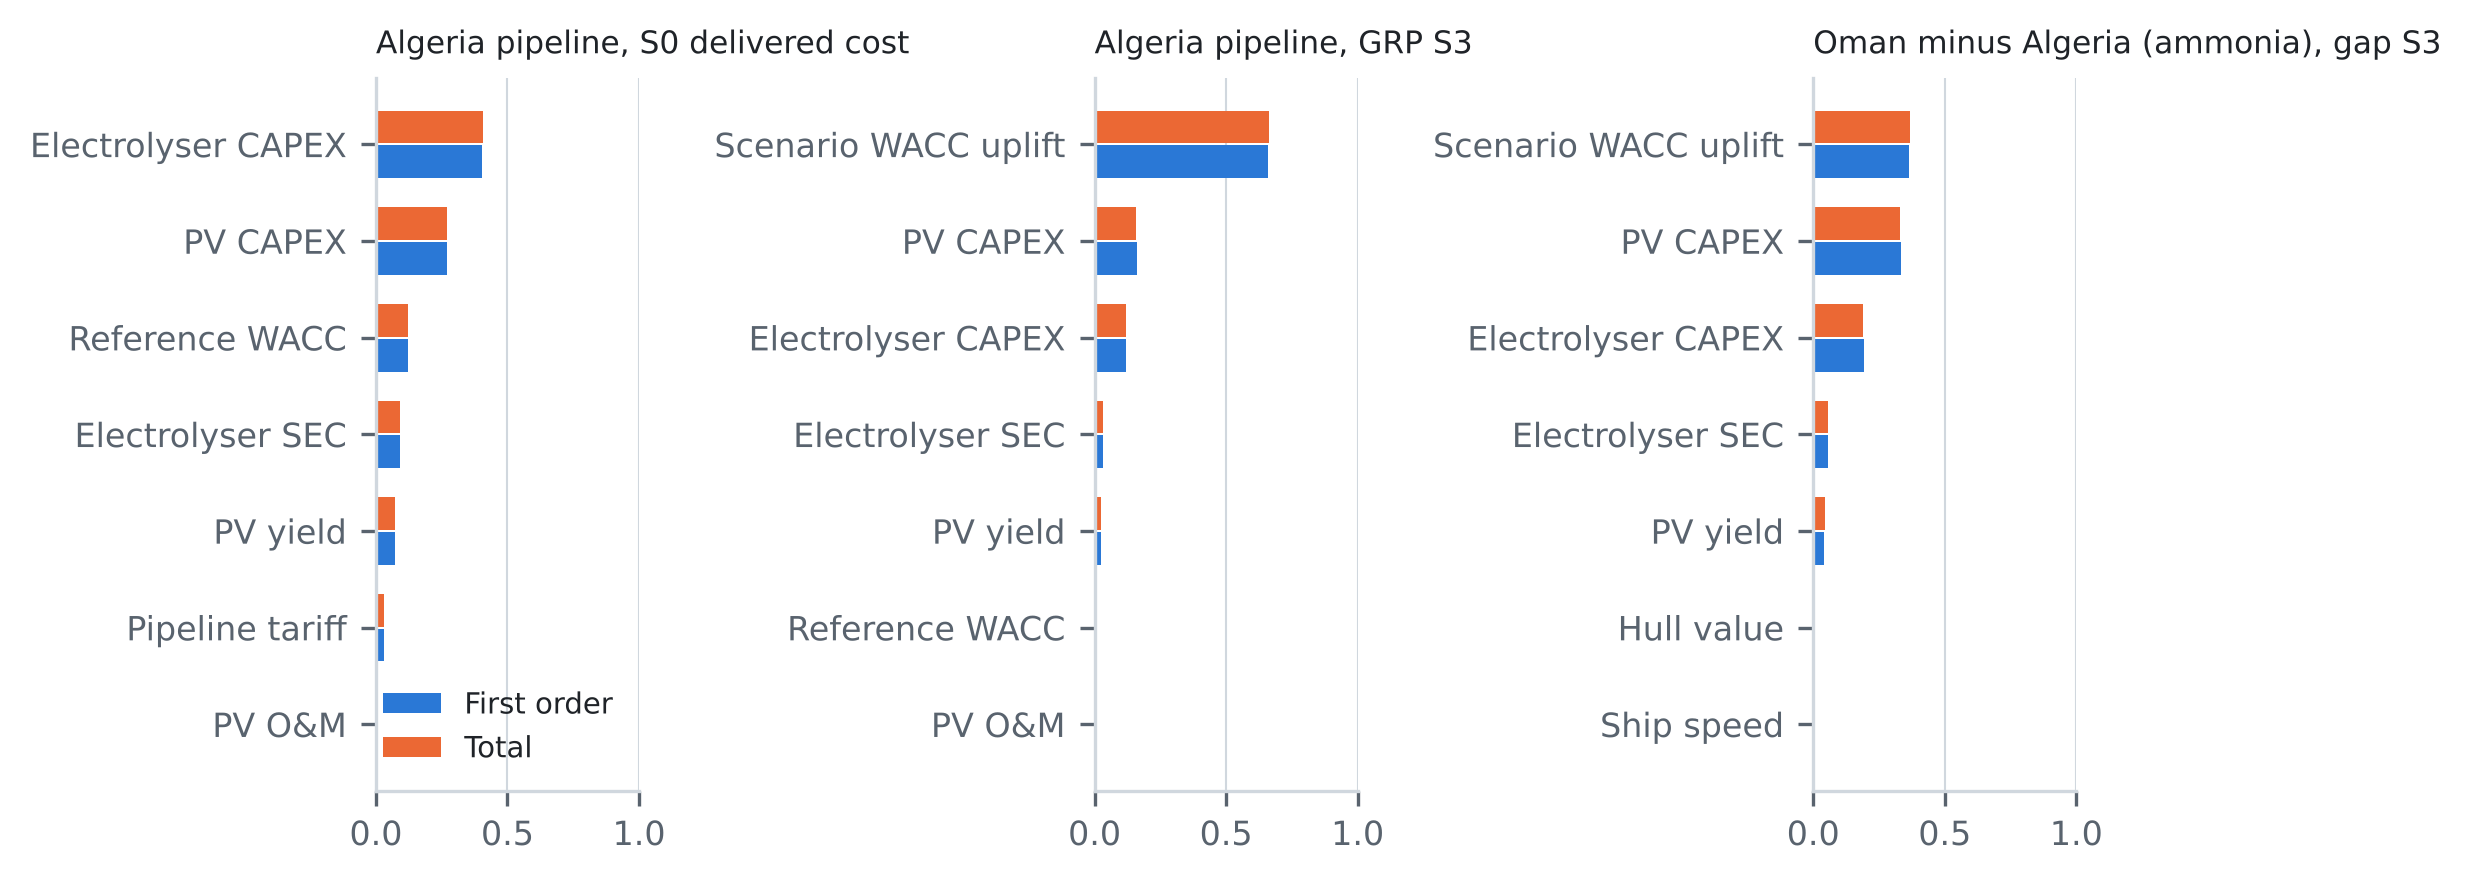 Algeria pipeline, S0 delivered cost
Electrolyser CAPEX
PV CAPEX
Reference WACC
Electrolyser SEC
PV yield
Pipeline tariff
PV O&M
First order
Total
0.0 0.5 1.0
Algeria pipeline, GRP S3
Scenario WACC uplift
PV CAPEX
Electrolyser CAPEX
Electrolyser SEC
PV yield
Reference WACC
PV O&M
0.0 0.5 1.0
Oman minus Algeria (ammonia), gap S3
Scenario WACC uplift
PV CAPEX
Electrolyser CAPEX
Electrolyser SEC
PV yield
Hull value
Ship speed
0.0 0.5 1.0